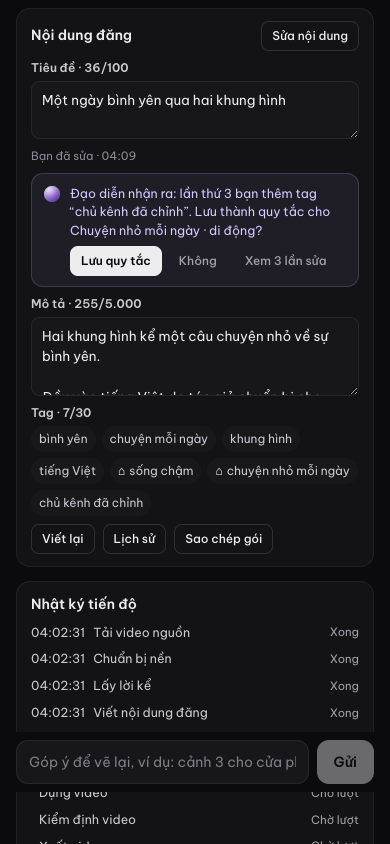 Nội dung đăng
Sửa nội dung
Tiêu đề · 36/100
Một ngày bình yên qua hai khung hình
Bạn đã sửa · 04:09
Đạo diễn nhận ra: lần thứ 3 bạn thêm tag
“chủ kênh đã chỉnh”. Lưu thành quy tắc cho
Chuyện nhỏ mỗi ngày · di động?
Lưu quy tắc
Không
Xem 3 lần sửa
Mô tả · 255/5.000
Hai khung hình kể một câu chuyện nhỏ về sự
bình yên.
Tag · 7/30
bình yên
chuyện mỗi ngày
khung hình
tiếng Việt
⌂ sống chậm
⌂ chuyện nhỏ mỗi ngày
chủ kênh đã chỉnh
Viết lại
Lịch sử
Sao chép gói
Nhật ký tiến độ
04:02:31 Tải video nguồn Xong
04:02:31 Chuẩn bị nền Xong
04:02:31 Lấy lời kể Xong
04:02:31 Viết nội dung đăng Xong
Góp ý để vẽ lại, ví dụ: cảnh 3 cho cửa
Gửi
Dựng video Chờ lượt
Kiểm định video Chờ lượt